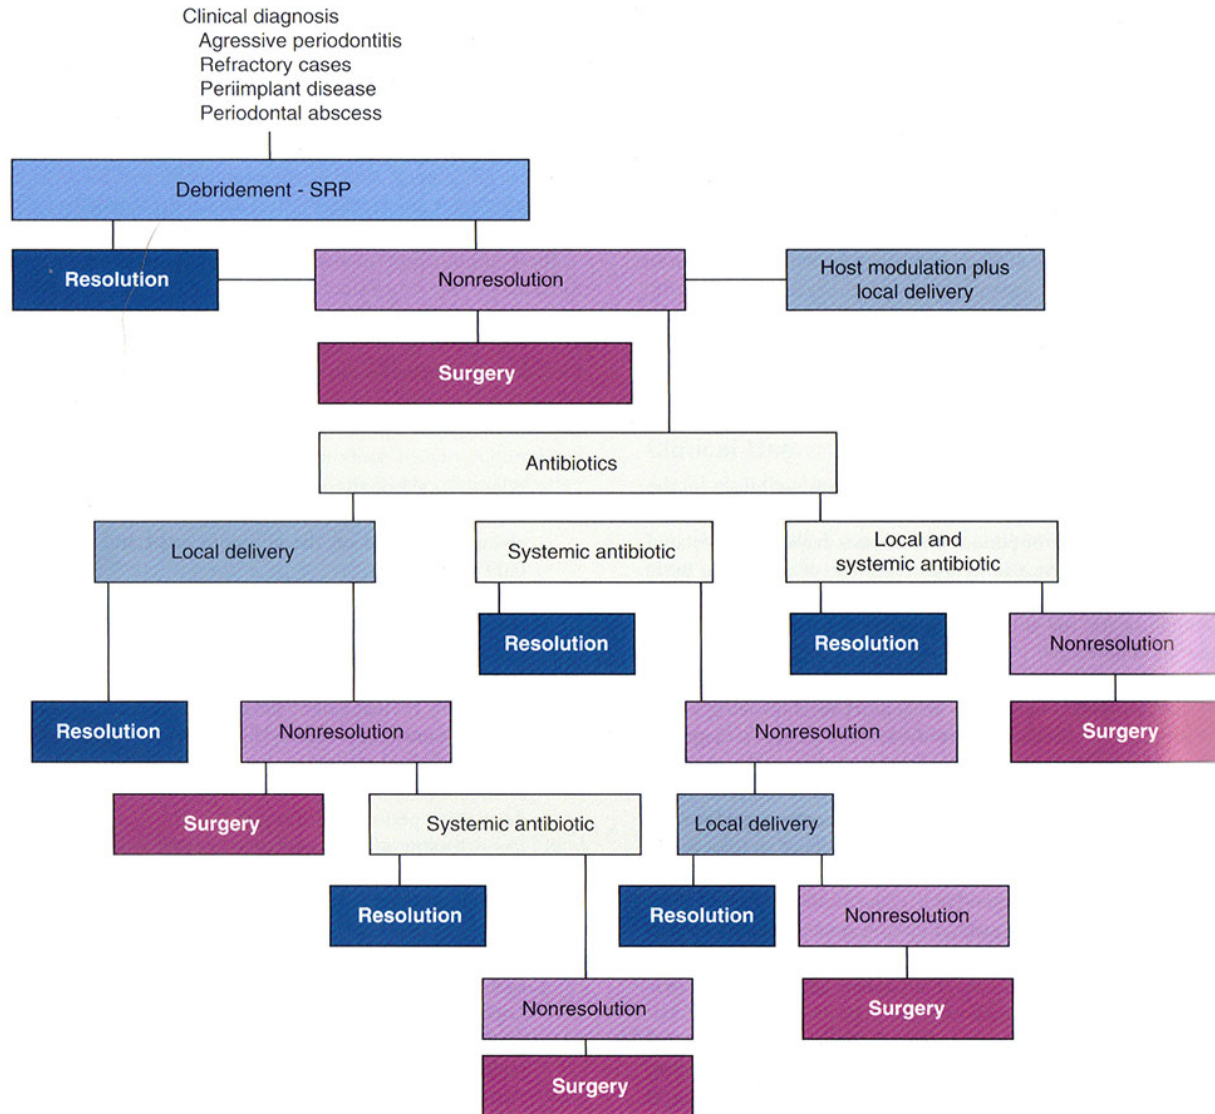 Clinical diagnosis
Agressive periodontitis
Refractory cases
Periimplant disease
Periodontal abscess
Debridement - SRP
Resolution
Nonresolution
Host modulation plus
local delivery
Surgery
Antibiotics
Local delivery
Systemic antibiotic
Local and
systemic antibiotic
Resolution
Resolution
Nonresolution
Resolution
Nonresolution
Nonresolution
Surgery
Surgery
Systemic antibiotic
Local delivery
Resolution
Resolution
Nonresolution
Nonresolution
Surgery
Surgery